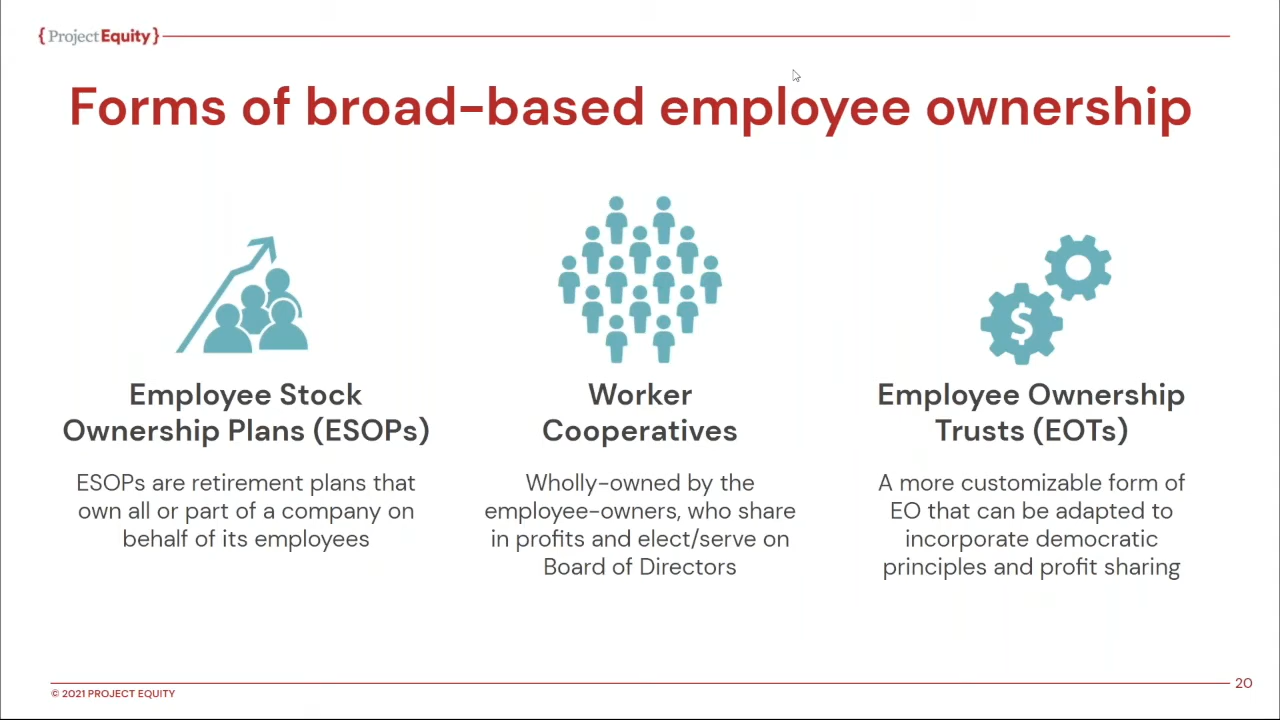 { Project Equity }
Forms of broad-based employee ownership
$
Employee Stock
Ownership Plans (ESOPs)
ESOPs are retirement plans that
own all or part of a company on
behalf of its employees
Worker
Cooperatives
Wholly-owned by the
employee-owners, who share
in profits and elect/serve on
Board of Directors
Employee Ownership
Trusts (EOTs)
A more customizable form of
EO that can be adapted to
incorporate democratic
principles and profit sharing
© 2021 PROJECT EQUITY
20